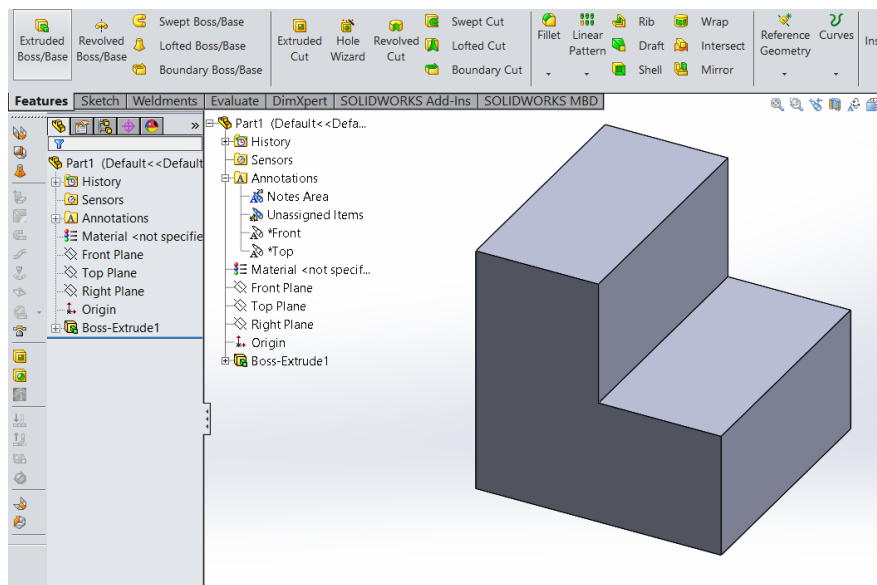 Extruded Boss/Base
Revolved Boss/Base
Swept Boss/Base
Lofted Boss/Base
Boundary Boss/Base
Extruded Cut
Hole Wizard
Revolved Cut
Swept Cut
Lofted Cut
Boundary Cut
Fillet
Linear Pattern
Rib
Draft
Shell
Wrap
Intersect
Mirror
Reference Geometry
Curves
Ins
Features Sketch Weldments Evaluate DimXpert SOLIDWORKS Add-Ins SOLIDWORKS MBD
»
Part1 (Default<<Default
History
Sensors
A Annotations
Material <not specifie
Front Plane
Top Plane
Right Plane
Origin
Boss-Extrude1
Part1 (Default<<Defa...
History
Sensors
A Annotations
Notes Area
Unassigned Items
*Front
*Top
Material <not specif...
Front Plane
Top Plane
Right Plane
Origin
Boss-Extrude1